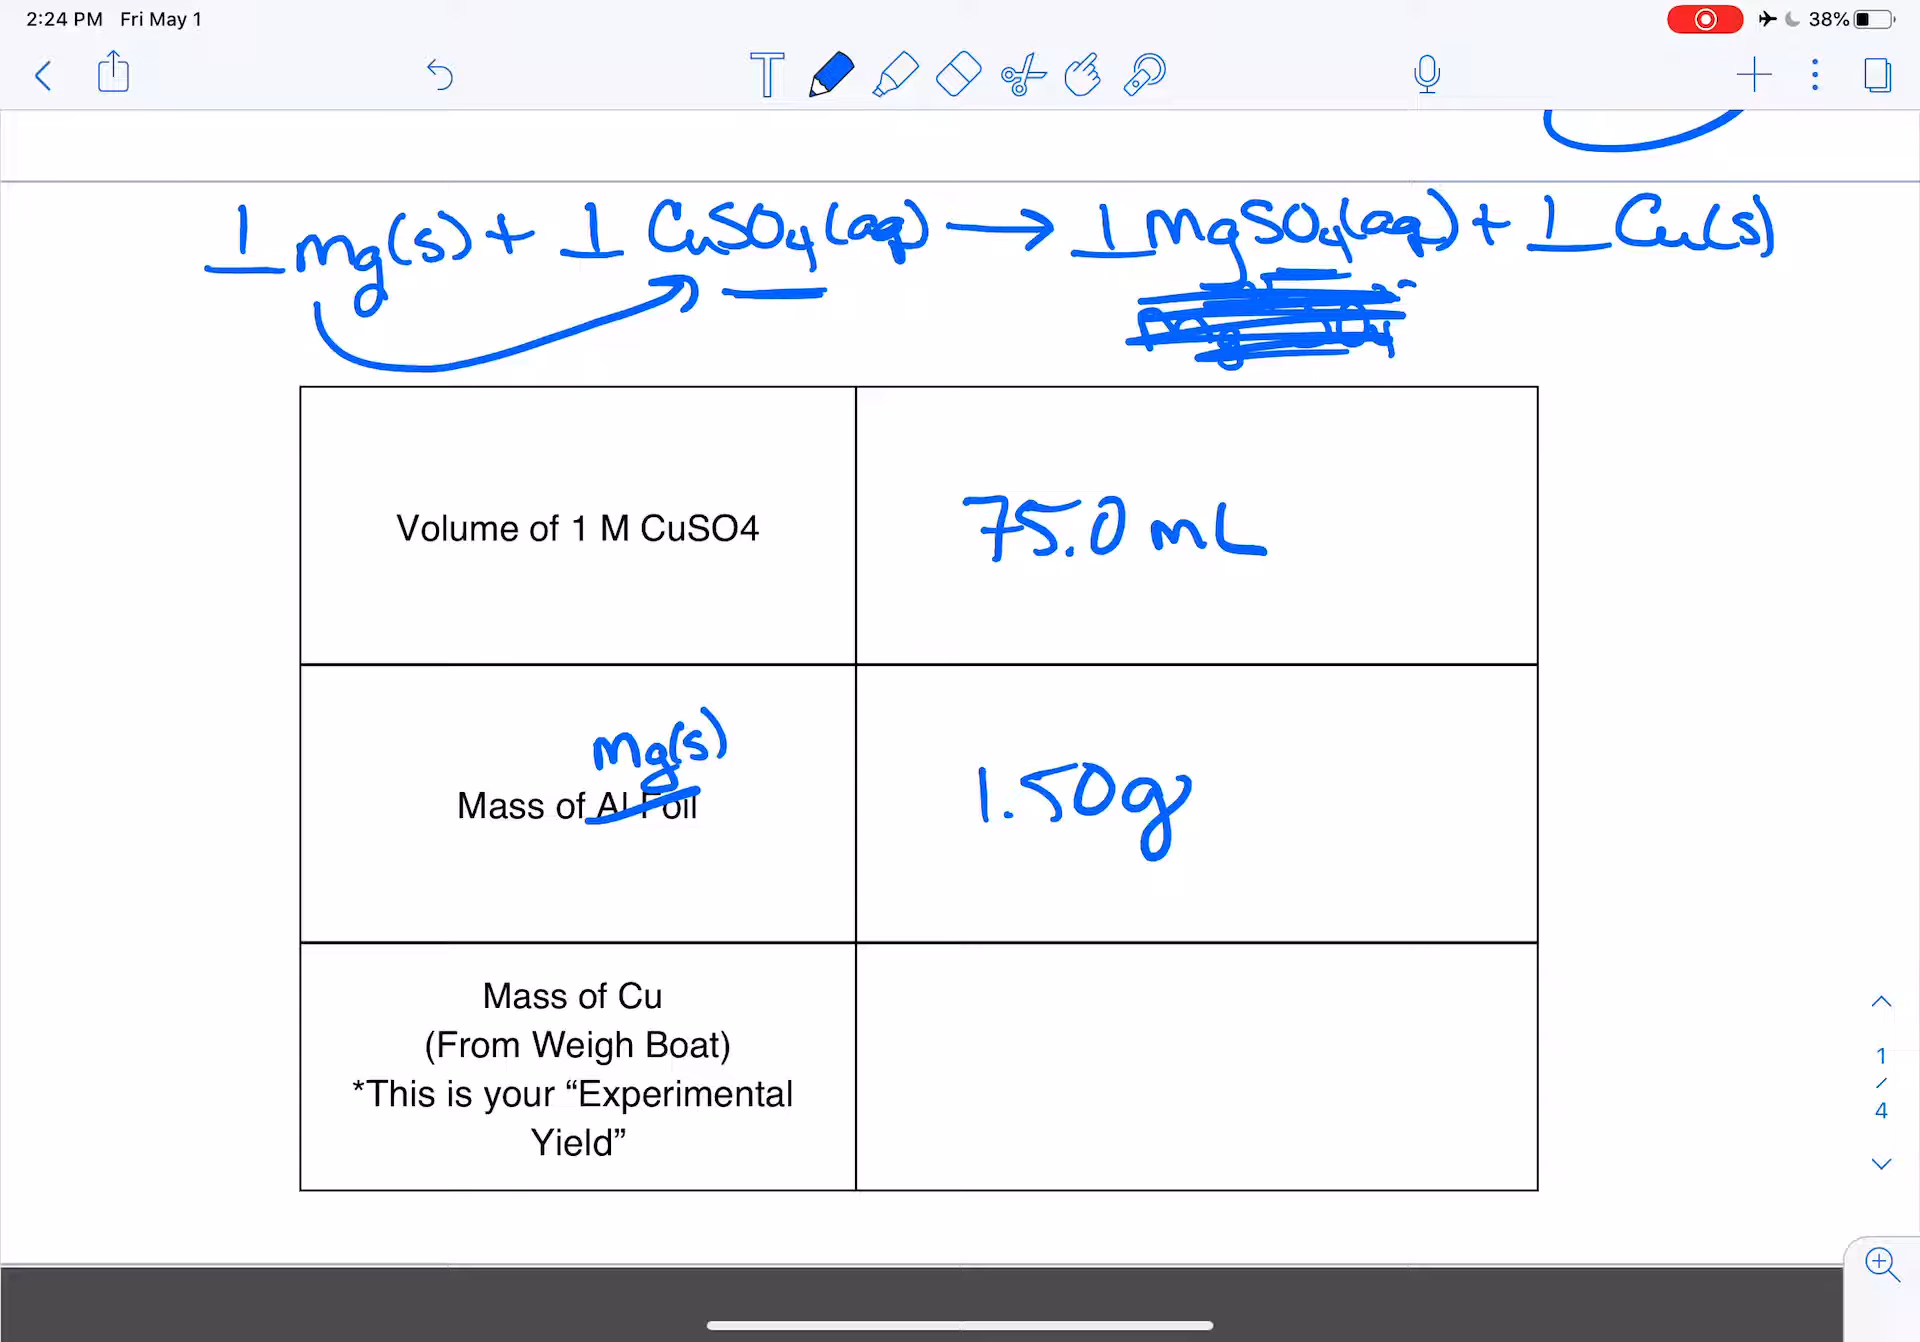 2:24 PM Fri May 1
38%
1 Mg(s) + 1 CuSO4(aq) → 1 MgSO4(aq) + 1 Cu(s)
Volume of 1 M CuSO4
75.0 mL
Mg(s)
Mass of Al Foil
1.50g
Mass of Cu
(From Weigh Boat)
*This is your “Experimental
Yield”
1
/
4